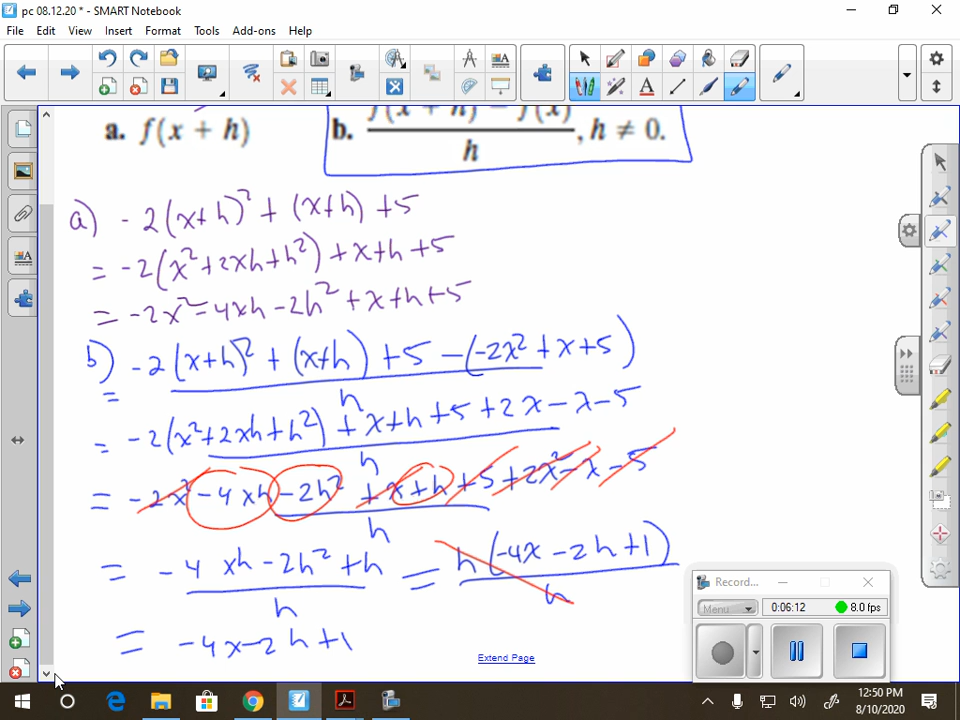 pc 08.12.20 * - SMART Notebook
File Edit View Insert Format Tools Add-ons Help
a. f(x + h)
b. f(x + h) − f(x)
h
, h ≠ 0.
a) -2(x+h)² + (x+h) +5
= -2(x²+2xh+h²) +x+h+5
= -2x²-4xh-2h²+x+h+5
b) -2(x+h)² + (x+h) +5 -(-2x²+x+5)
=
h
= -2(x²+2xh+h²) +x+h+5+2x-x-5
h
= -2x²-4xh-2h²+x+h+5+2x²-x-5
h
= -4xh-2h²+h = h(-4x-2h+1)
h h
= -4x-2h+1
Extend Page
Record...
Menu
0:06:12
8.0 fps
12:50 PM
8/10/2020